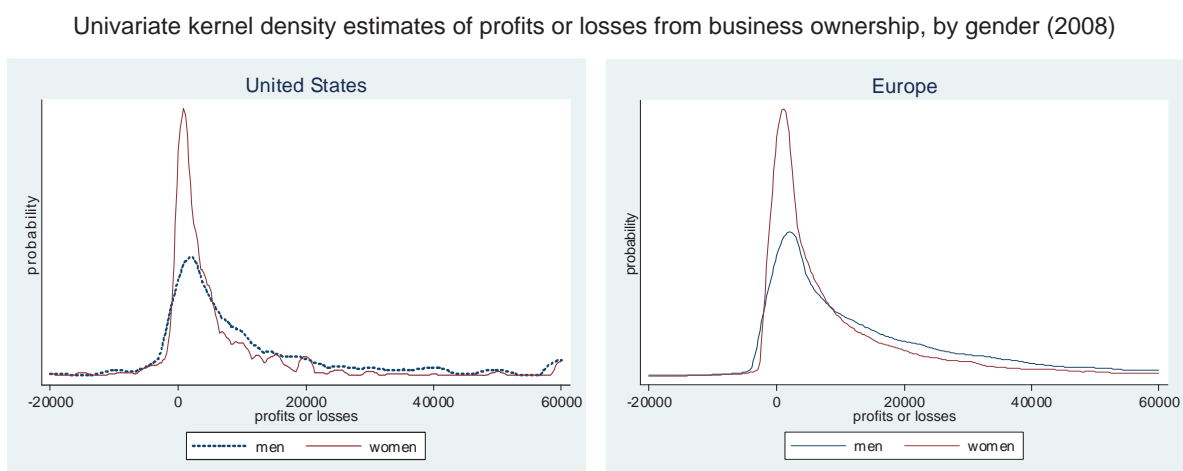 Univariate kernel density estimates of profits or losses from business ownership, by gender (2008)
United States
probability
-20000 0 20000 40000 60000
profits or losses
men women
Europe
probability
-20000 0 20000 40000 60000
profits or losses
men women